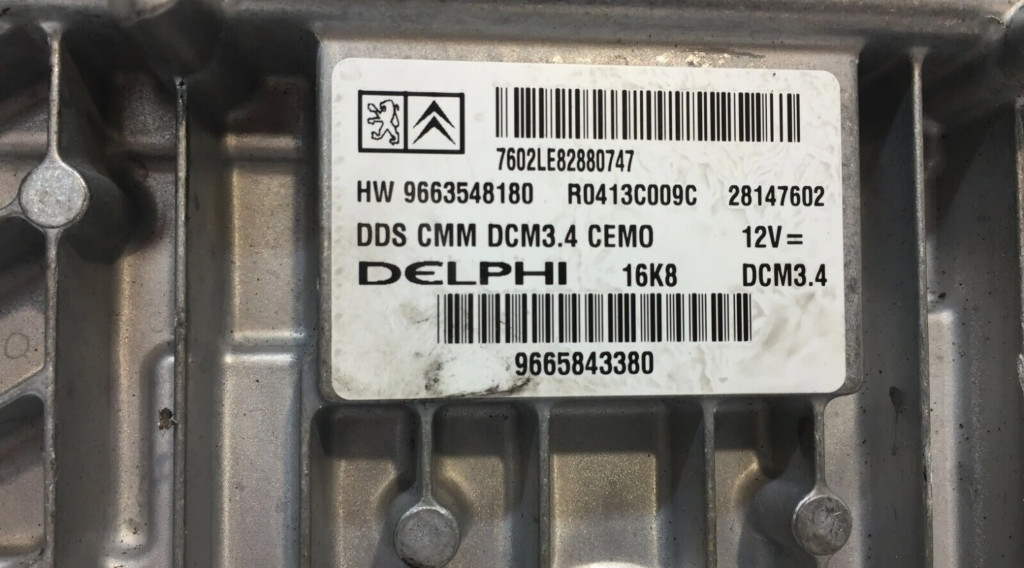 7602LE82880747
HW 9663548180 R0413C009C 28147602
DDS CMM DCM3.4 CEMO 12V=
DELPHI 16K8 DCM3.4
9665843380